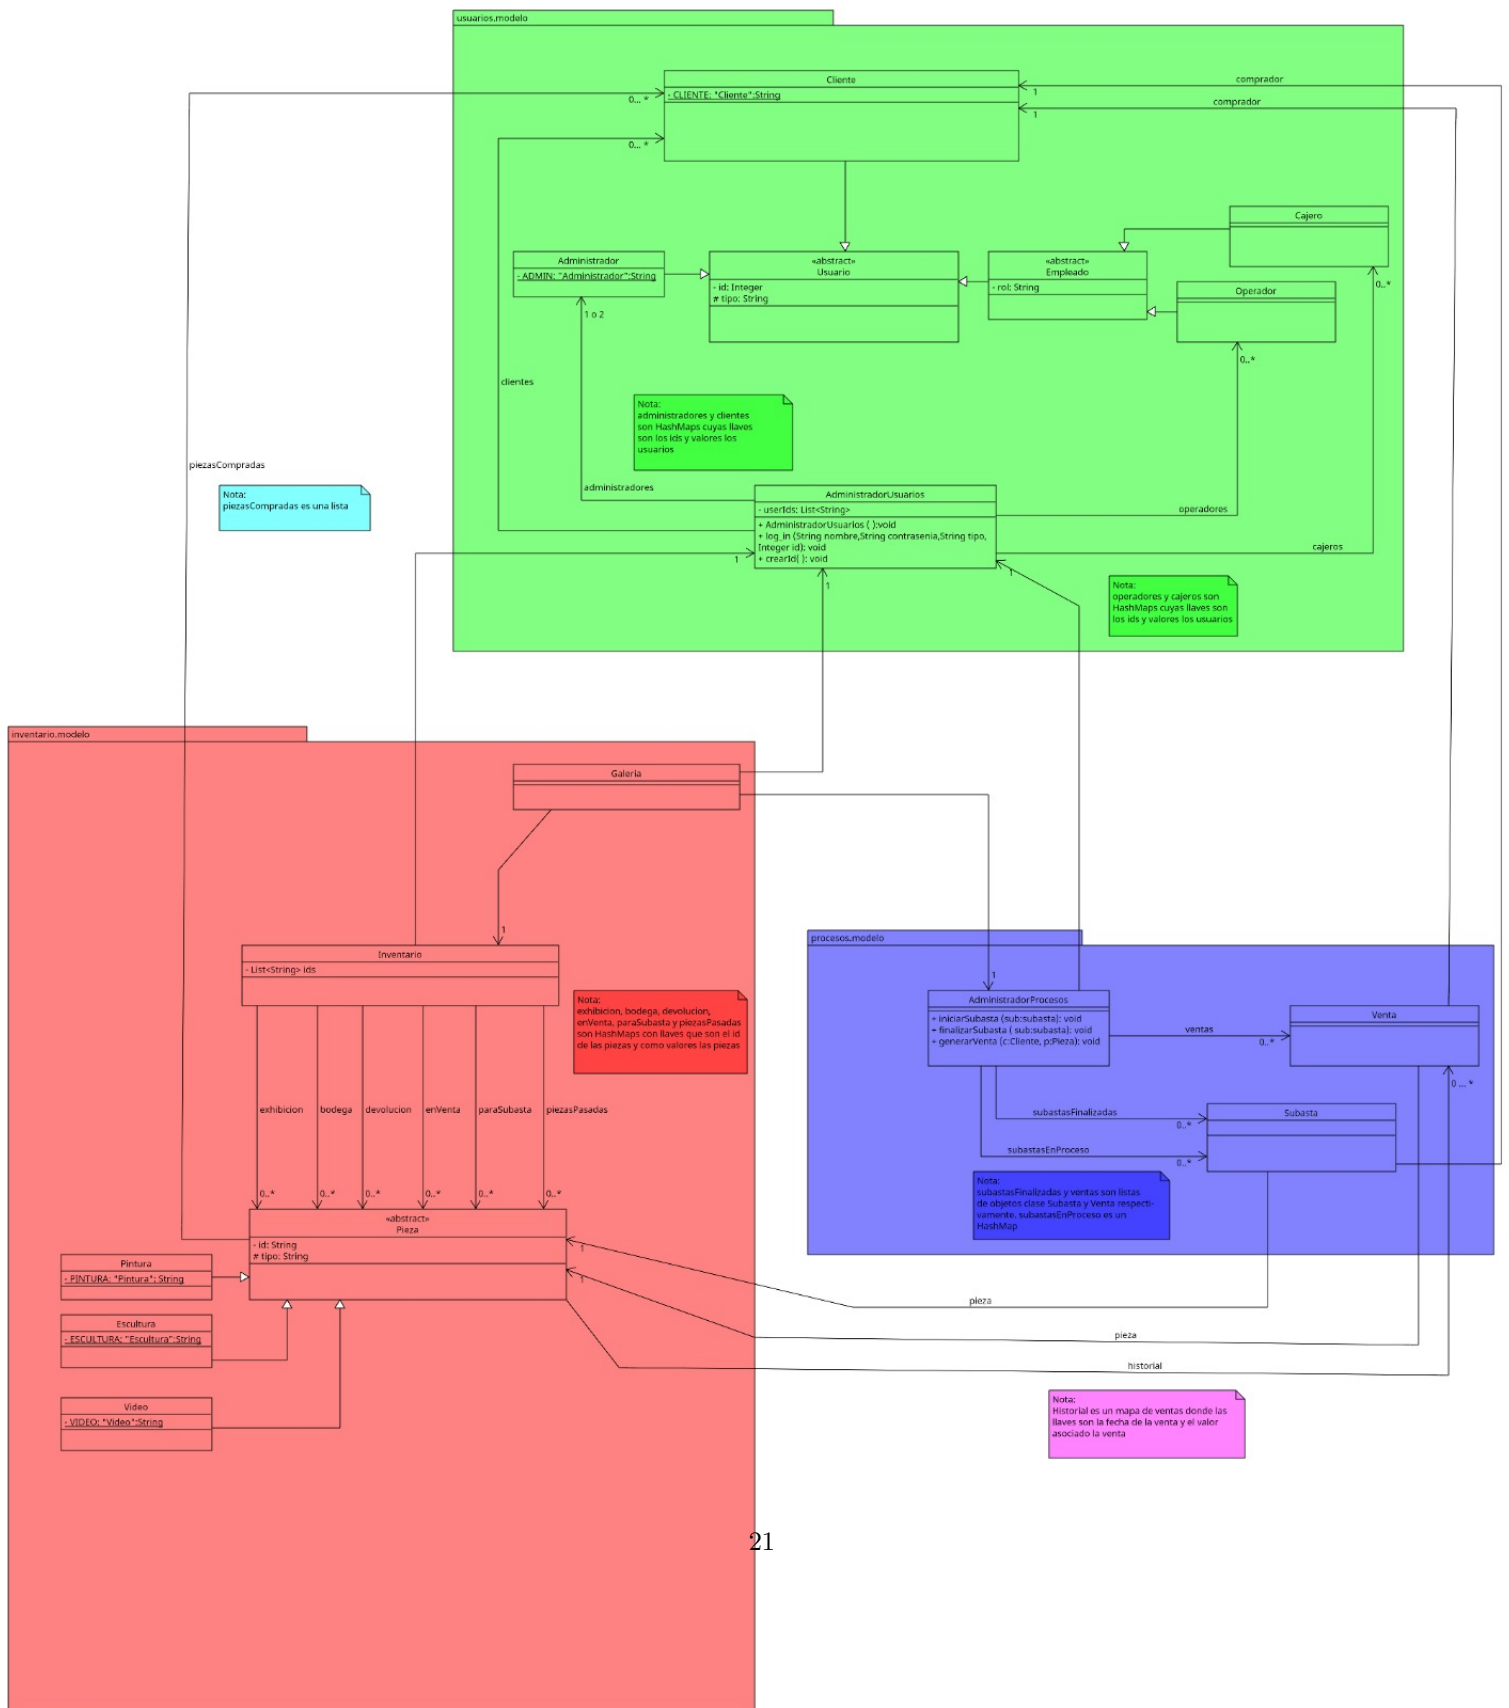 usuarios.modelo
Cliente
- CLIENTE: "Cliente":String
0... *
0... *
comprador
1
comprador
1
Cajero
0..*
Administrador
- ADMIN: "Administrador":String
1 o 2
«abstract»
Usuario
- id: Integer
# tipo: String
«abstract»
Empleado
- rol: String
Operador
0..*
clientes
Nota:
administradores y clientes
son HashMaps cuyas llaves
son los ids y valores los
usuarios
piezasCompradas
Nota:
piezasCompradas es una lista
administradores
AdministradorUsuarios
- userIds: List<String>
+ AdministradorUsuarios ( ):void
+ log_in (String nombre,String contrasenia,String tipo,
Integer id): void
+ crearId( ): void
operadores
cajeros
1
1
1
Nota:
operadores y cajeros son
HashMaps cuyas llaves son
los ids y valores los usuarios
inventario.modelo
Galeria
1
Inventario
- List<String> ids
Nota:
exhibicion, bodega, devolucion,
enVenta, paraSubasta y piezasPasadas
son HashMaps con llaves que son el id
de las piezas y como valores las piezas
exhibicion
bodega
devolucion
enVenta
paraSubasta
piezasPasadas
0..*
0..*
0..*
0..*
0..*
0..*
«abstract»
Pieza
- id: String
# tipo: String
1
1
Pintura
- PINTURA: "Pintura": String
Escultura
- ESCULTURA: "Escultura":String
Video
- VIDEO: "Video":String
procesos.modelo
1
AdministradorProcesos
+ iniciarSubasta (sub:subasta): void
+ finalizarSubasta ( sub:subasta): void
+ generarVenta (c:Cliente, p:Pieza): void
ventas
0..*
Venta
0 ... *
subastasFinalizadas
0..*
Subasta
subastasEnProceso
0..*
Nota:
subastasFinalizadas y ventas son listas
de objetos clase Subasta y Venta respecti-
vamente, subastasEnProceso es un
HashMap
pieza
pieza
historial
Nota:
Historial es un mapa de ventas donde las
llaves son la fecha de la venta y el valor
asociado la venta
21